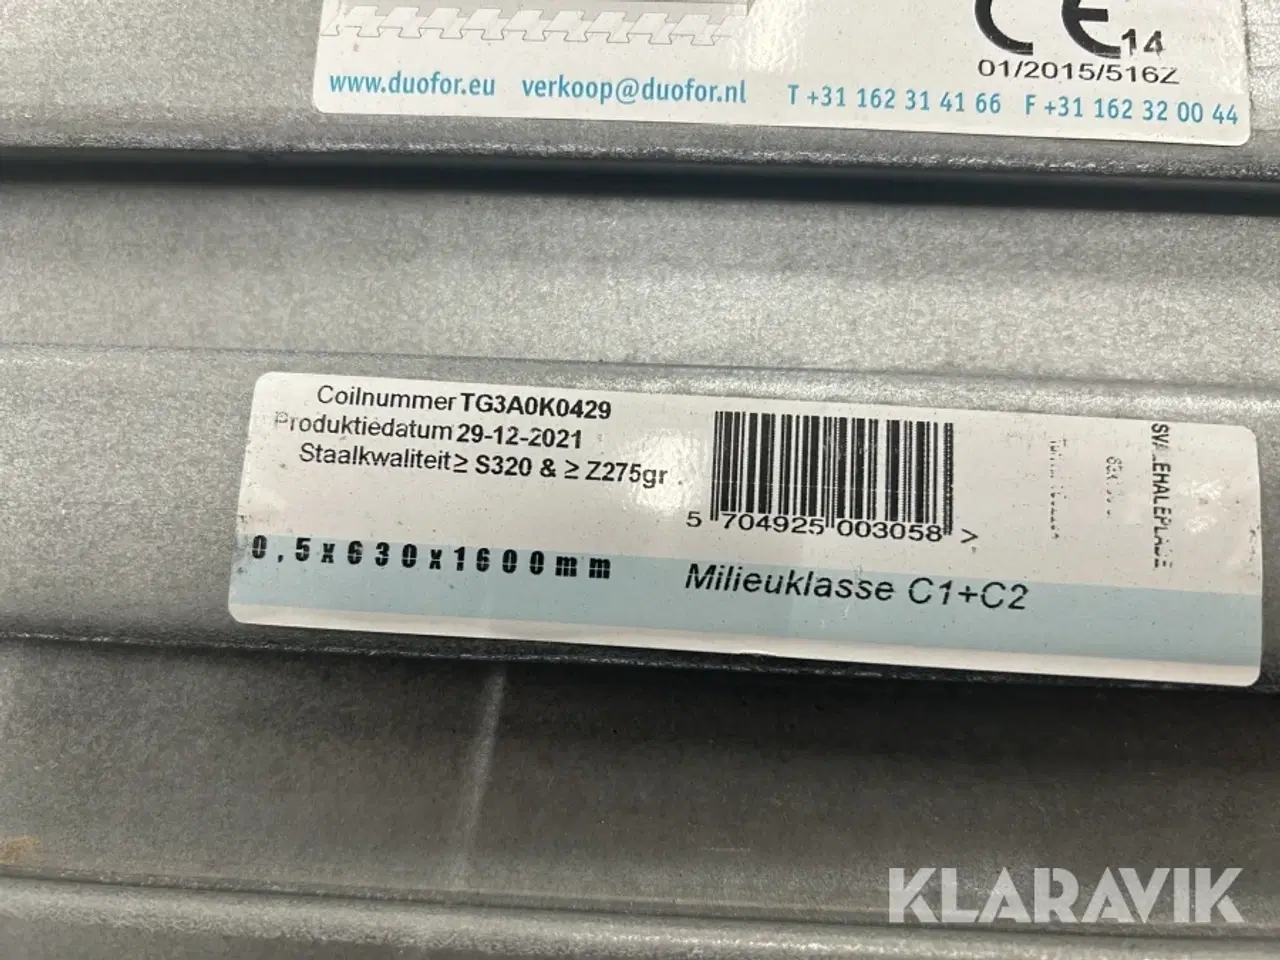 CE 14
01/2015/516Z
www.duofor.eu verkoop@duofor.nl T +31 162 31 41 66 F +31 162 32 00 44
Coilnummer TG3A0K0429
Produktiedatum 29-12-2021
Staalkwaliteit ≥ S320 & ≥ Z275gr
5 704925 003058 >
0,5x630x1600mm
Milieuklasse C1+C2
KLARAVIK